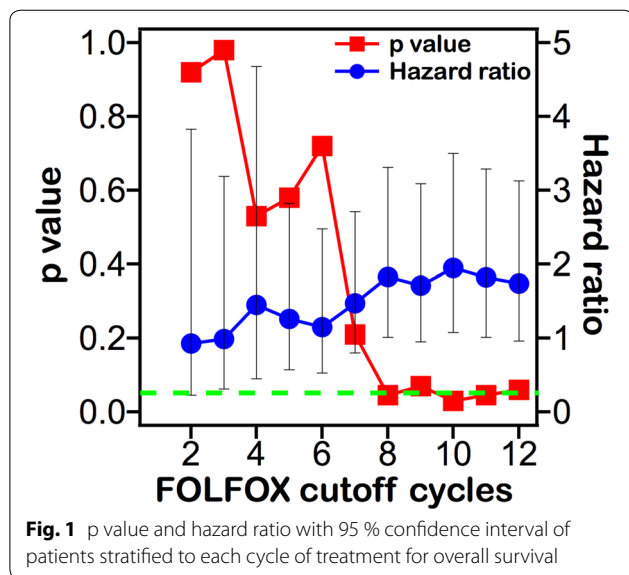 1.0
0.8
0.6
0.4
0.2
0.0
p value
p value
Hazard ratio
5
4
3
2
1
0
Hazard ratio
2 4 6 8 10 12
FOLFOX cutoff cycles
Fig. 1 p value and hazard ratio with 95 % confidence interval of
patients stratified to each cycle of treatment for overall survival